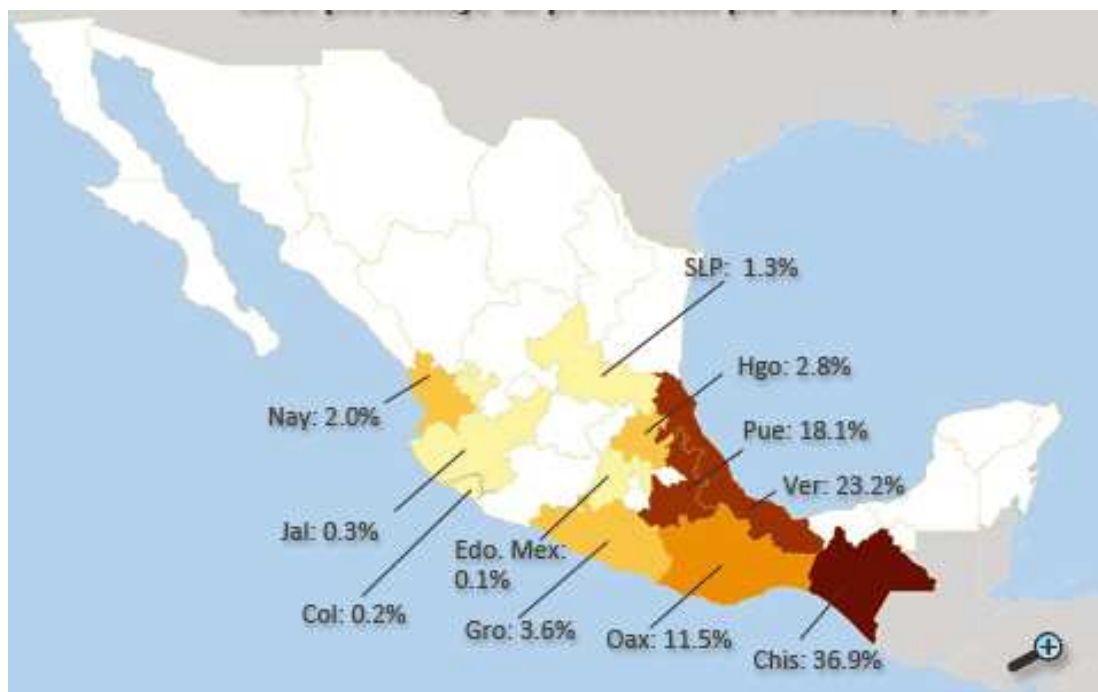 SLP: 1.3%
Hgo: 2.8%
Nay: 2.0%
Pue: 18.1%
Ver: 23.2%
Jal: 0.3%
Edo. Mex:
0.1%
Col: 0.2%
Gro: 3.6%
Oax: 11.5%
Chis: 36.9%